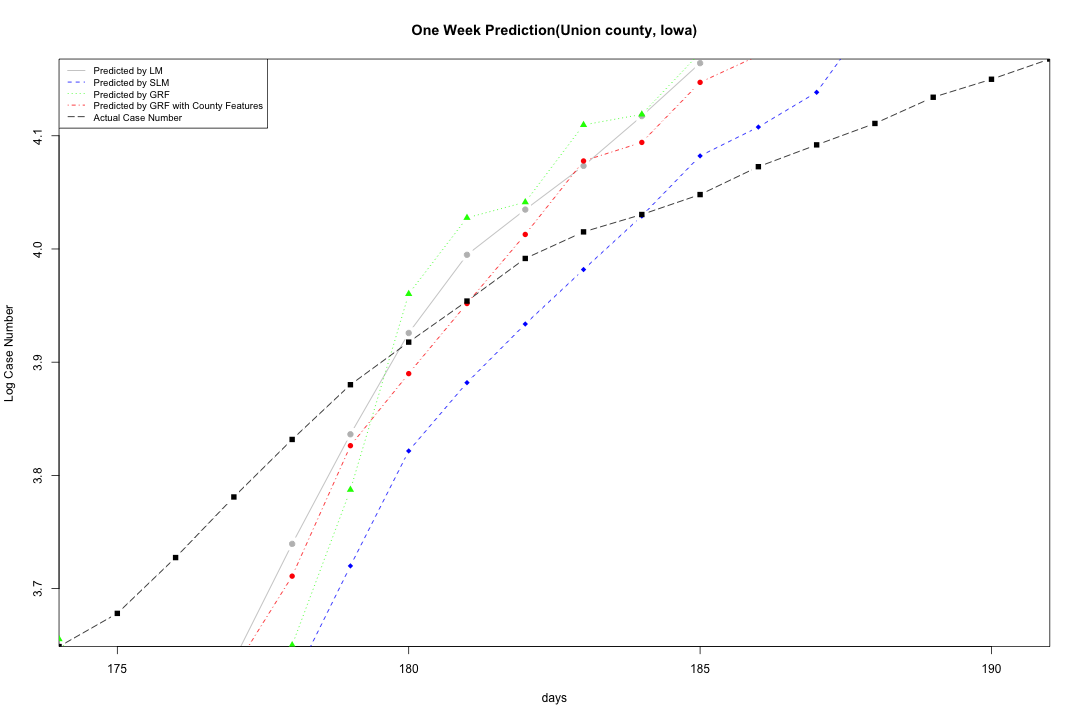 One Week Prediction(Union county, Iowa)
Predicted by LM
Predicted by SLM
Predicted by GRF
Predicted by GRF with County Features
Actual Case Number
4.1
4.0
3.9
3.8
3.7
Log Case Number
175 180 185 190
days